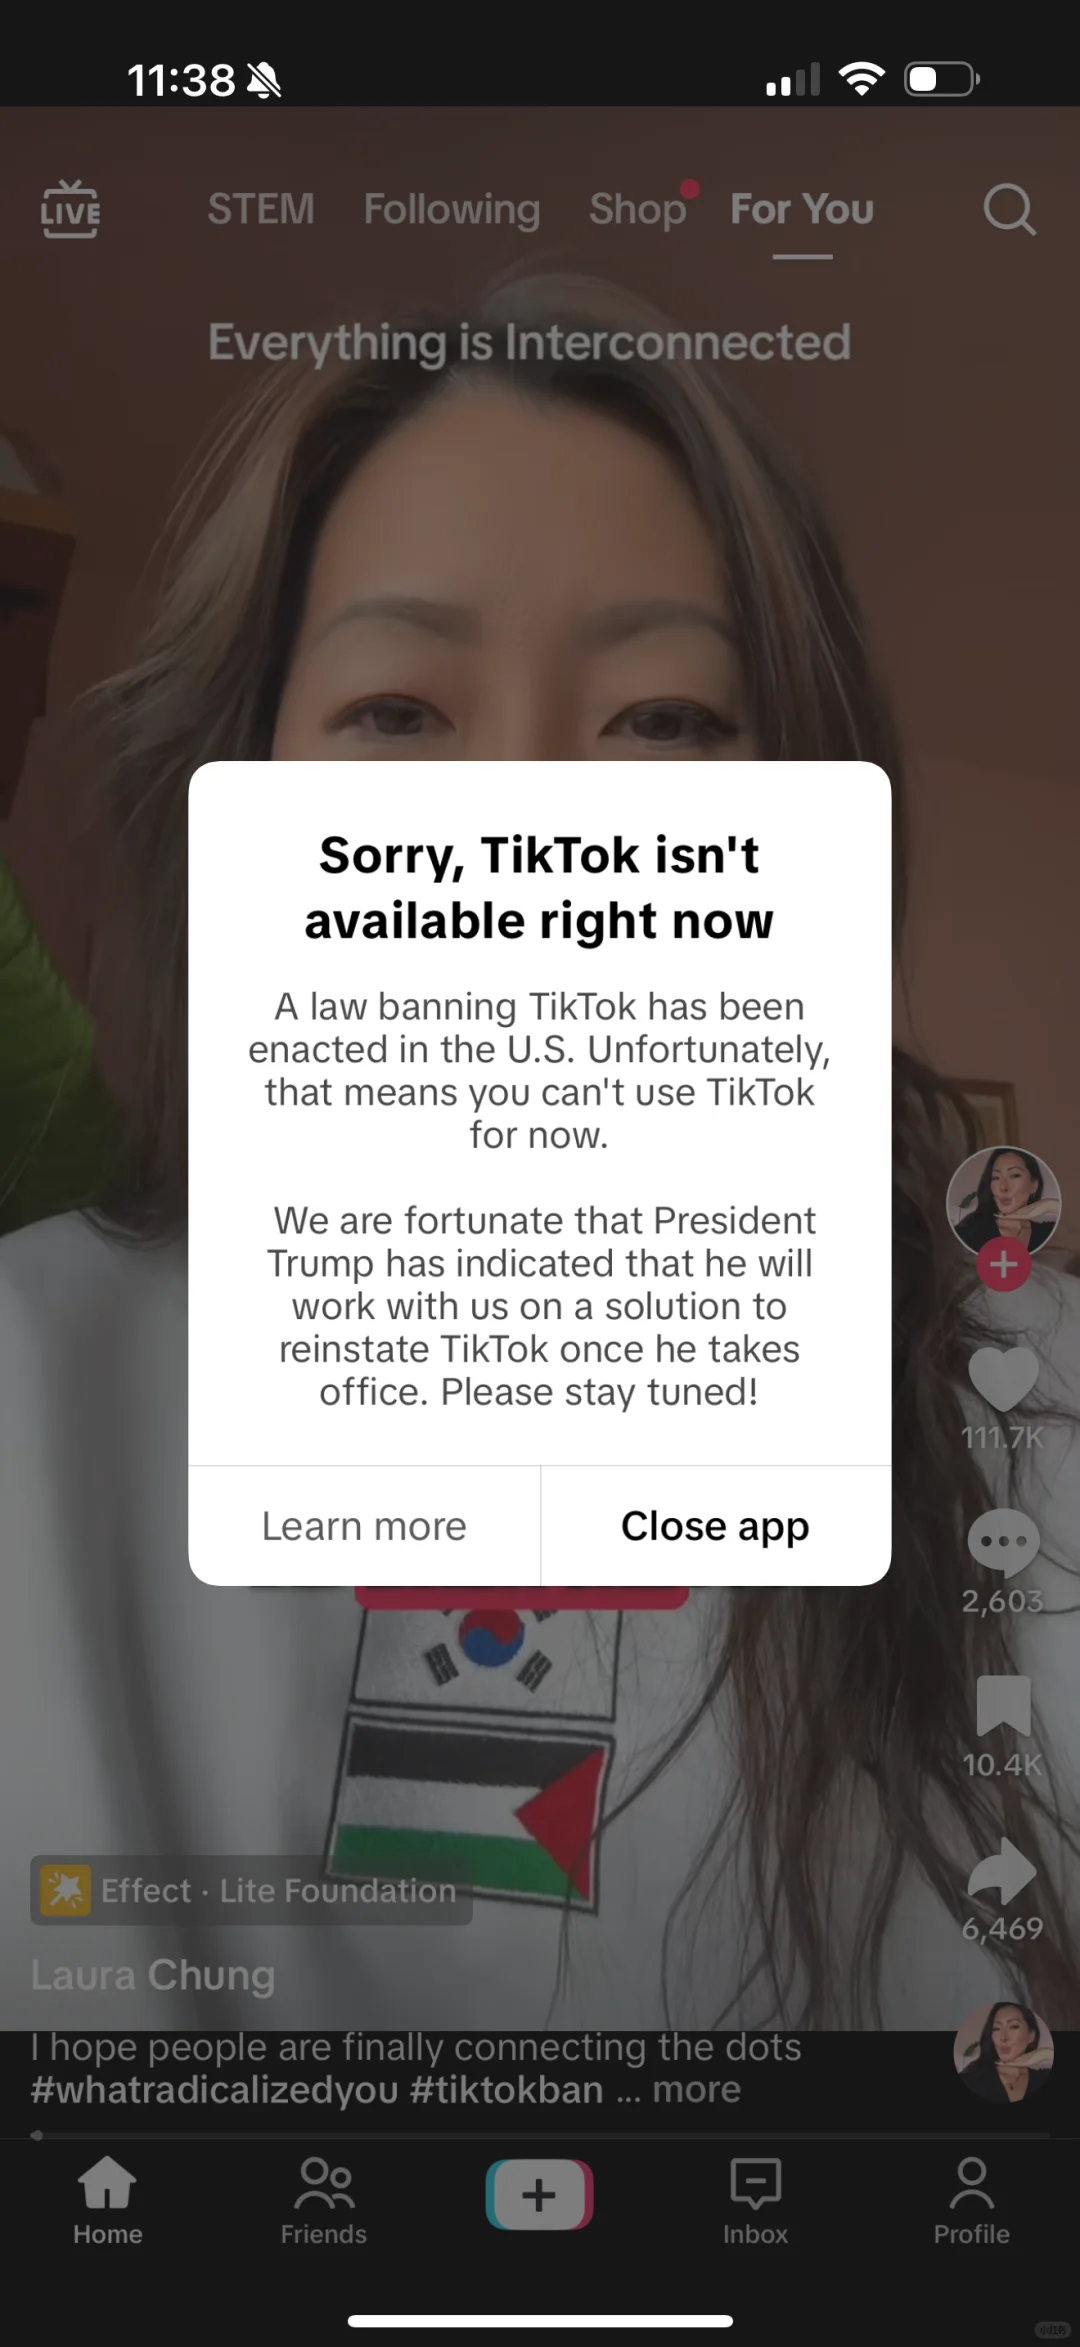 11:38
LIVE
STEM Following Shop For You
Everything is Interconnected
Sorry, TikTok isn't
available right now
A law banning TikTok has been
enacted in the U.S. Unfortunately,
that means you can't use TikTok
for now.
We are fortunate that President
Trump has indicated that he will
work with us on a solution to
reinstate TikTok once he takes
office. Please stay tuned!
Learn more
Close app
111.7K
2,603
10.4K
6,469
Effect · Lite Foundation
Laura Chung
I hope people are finally connecting the dots
#whatradicalizedyou #tiktokban ... more
Home
Friends
Inbox
Profile
小红书